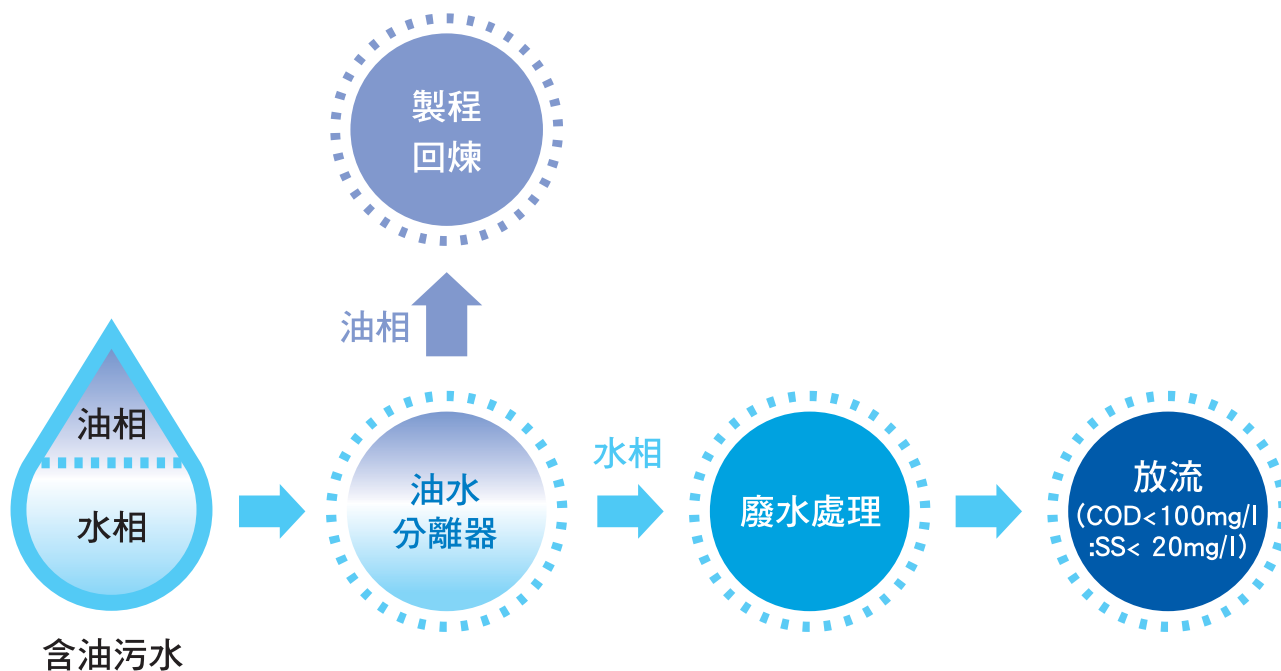 製程
回煉
油相
油相
水相
含油污水
油水
分離器
水相
廢水處理
放流
(COD<100mg/l
:SS< 20mg/l)